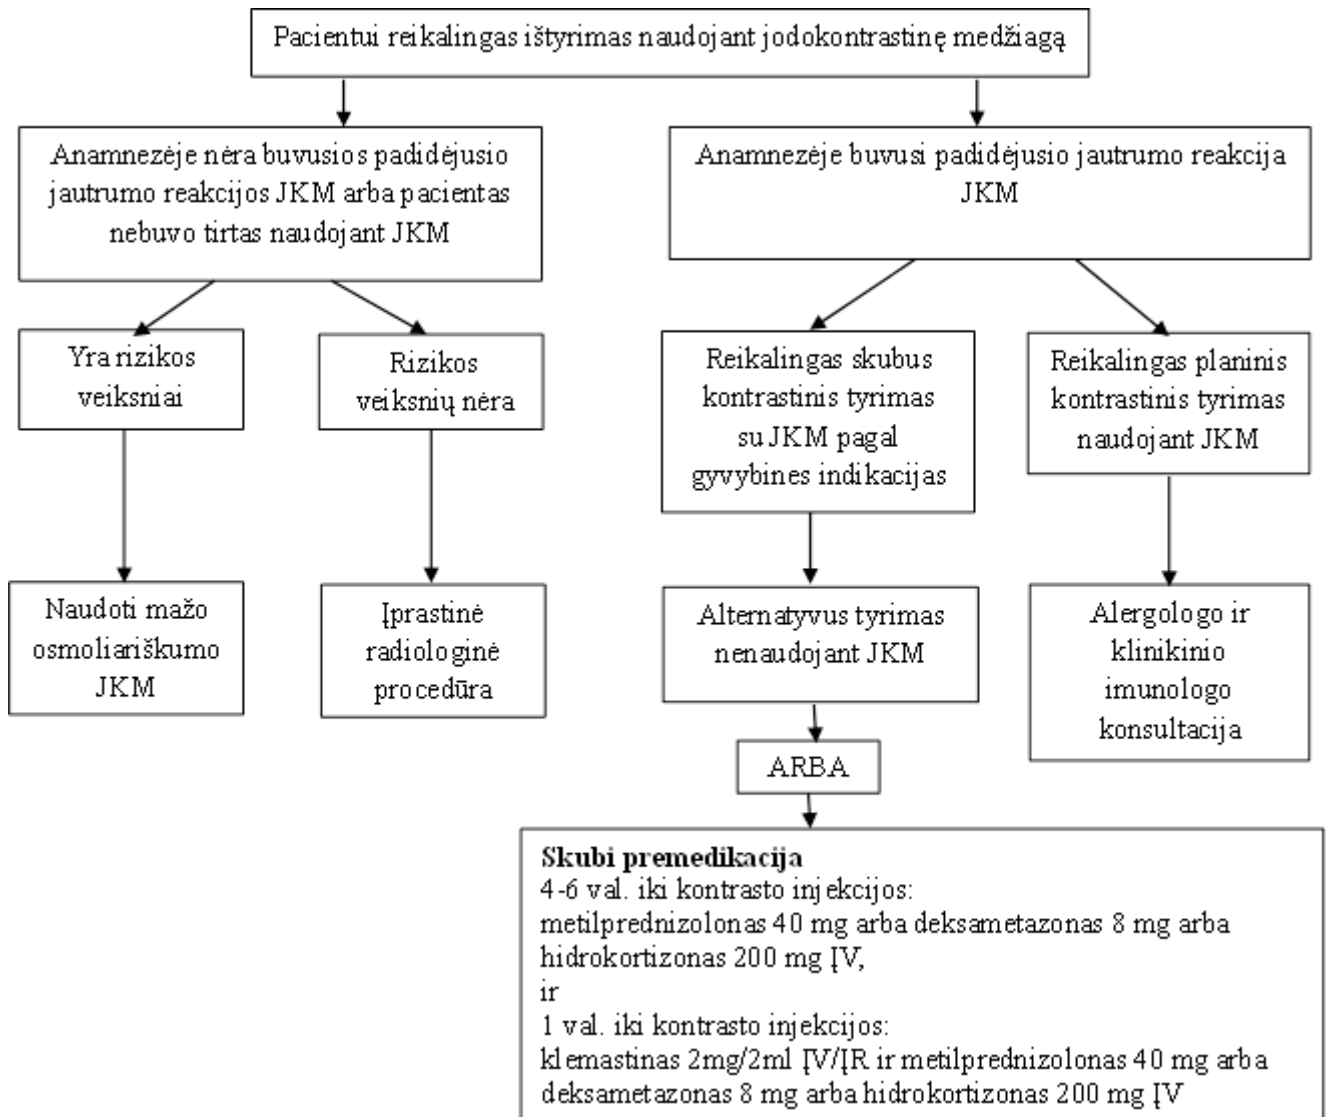 Pacientui reikalingas ištyrimas naudojant jodokontrastinę medžiagą
Anamnezėje nėra buvusios padidėjusio
jautrumo reakcijos JKM arba pacientas
nebuvo tirtas naudojant JKM
Anamnezėje buvusi padidėjusio jautrumo reakcija
JKM
Yra rizikos
veiksniai
Rizikos
veiksnių nėra
Reikalingas skubus
kontrastinis tyrimas
su JKM pagal
gyvybines indikacijas
Reikalingas planinis
kontrastinis tyrimas
naudojant JKM
Naudoti mažo
osmoliariškumo
JKM
Įprastinė
radiologinė
procedūra
Alternatyvus tyrimas
nenaudojant JKM
Alergologo ir
klinikinio
imunologo
konsultacija
ARBA
Skubi premedikacija
4-6 val. iki kontrasto injekcijos:
metilprednizolonas 40 mg arba deksametazonas 8 mg arba
hidrokortizonas 200 mg ĮV,
ir
1 val. iki kontrasto injekcijos:
klemastinas 2mg/2ml ĮV/ĮR ir metilprednizolonas 40 mg arba
deksametazonas 8 mg arba hidrokortizonas 200 mg ĮV